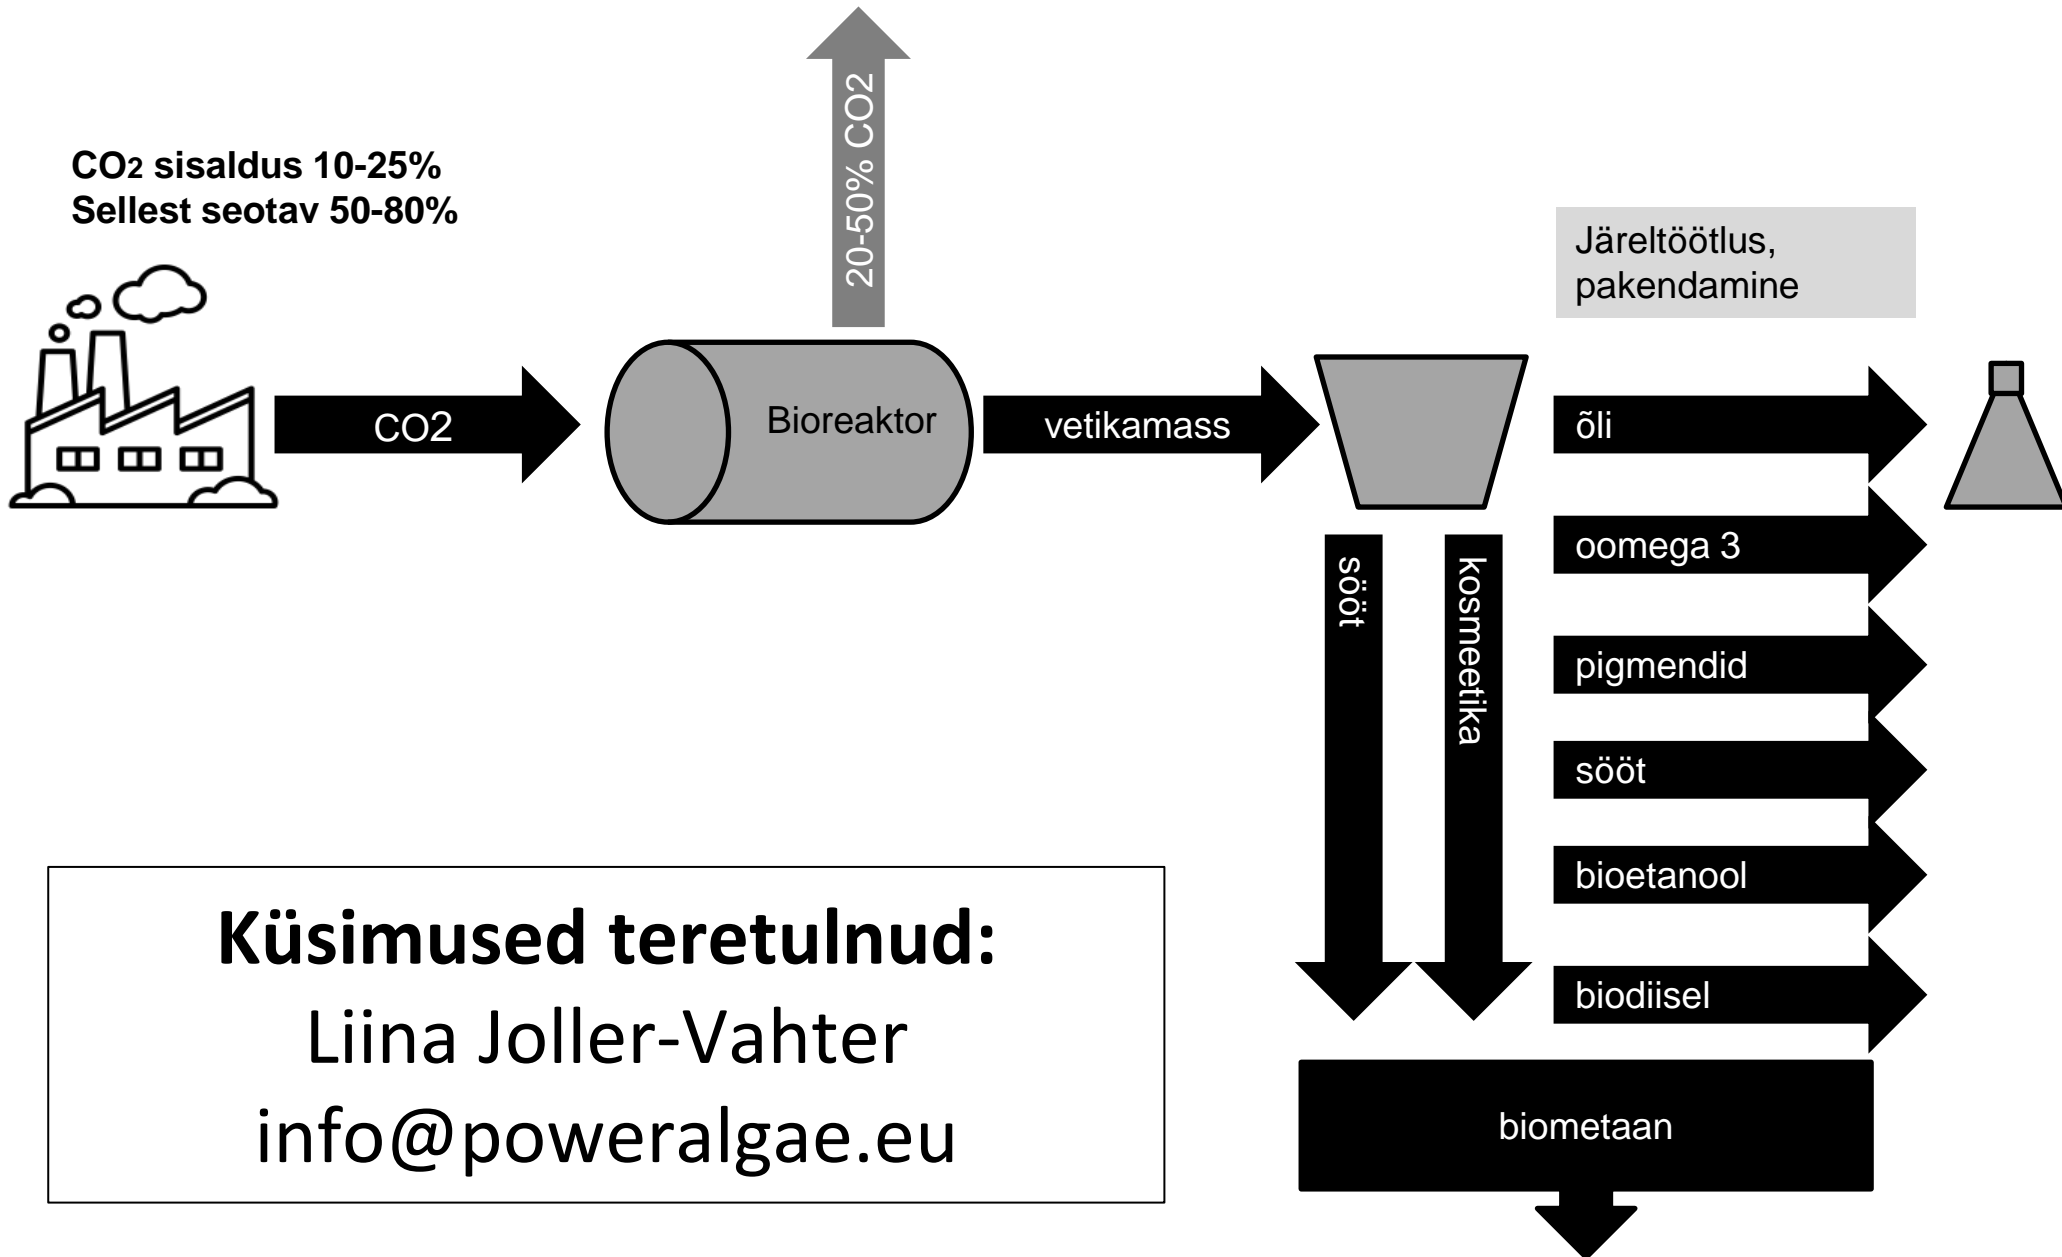 20-50% CO2
CO2 sisaldus 10-25%
Sellest seotav 50-80%
Järeltöötlus,
pakendamine
CO2
Bioreaktor
vetikamass
õli
oomega 3
pigmendid
sööt
bioetanool
biodiisel
sööt
kosmeetika
biometaan
Küsimused teretulnud:
Liina Joller-Vahter
info@poweralgae.eu